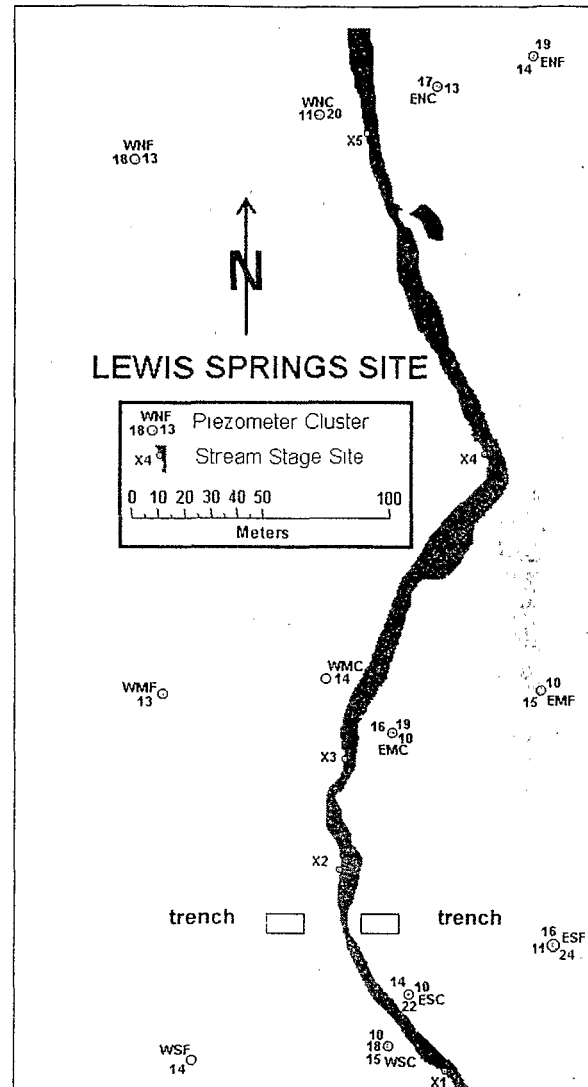 19
14 ENF
17 13
ENC
WNC
11 20
X5
WNF
18 13
N
LEWIS SPRINGS SITE
WNF
18 13 Piezometer Cluster
X4 Stream Stage Site
0 10 20 30 40 50 100
Meters
X4
WMC
14
WMF
13
10
15 EMF
16 19
10
EMC
X3
X2
trench
trench
16 ESF
11 24
14 10
22 ESC
10
18
15 WSC
WSF
14
X1